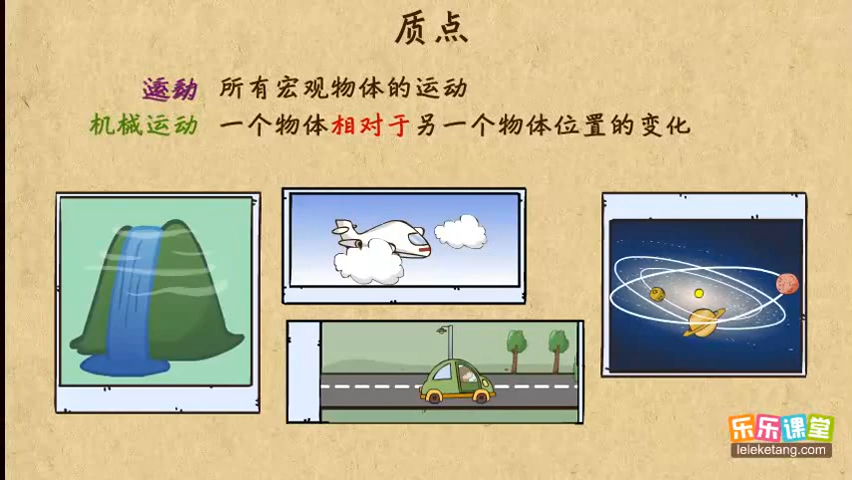 质点
运动 所有宏观物体的运动
机械运动 一个物体相对于另一个物体位置的变化
乐乐课堂
leleketang.com